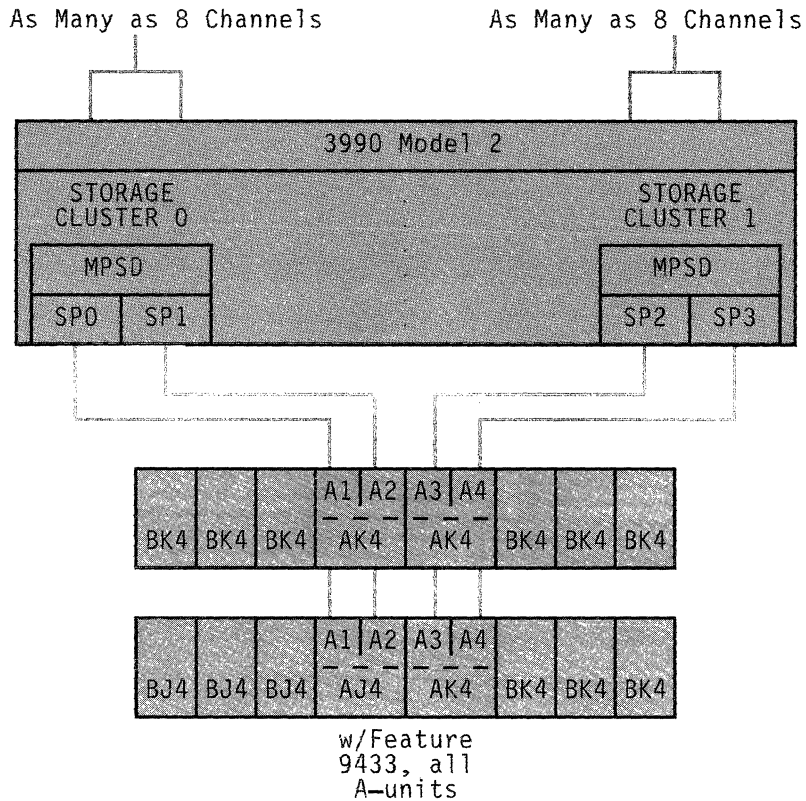 As Many as 8 Channels As Many as 8 Channels
3990 Model 2
STORAGE STORAGE
CLUSTER 0 CLUSTER 1
MPSD MPSD
SP0 SP1 SP2 SP3
A1 A2 A3 A4
BK4 BK4 BK4 AK4 AK4 BK4 BK4 BK4
A1 A2 A3 A4
BJ4 BJ4 BJ4 AJ4 AK4 BK4 BK4 BK4
w/Feature
9433, all
A–units